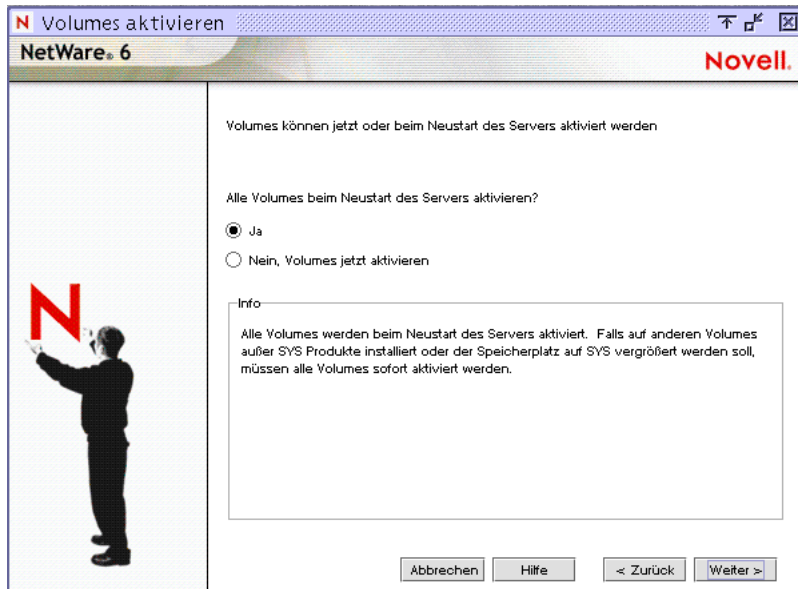 N Volumes aktivieren
NetWare® 6
Novell.
Volumes können jetzt oder beim Neustart des Servers aktiviert werden
Alle Volumes beim Neustart des Servers aktivieren?
Ja
Nein, Volumes jetzt aktivieren
Info
Alle Volumes werden beim Neustart des Servers aktiviert. Falls auf anderen Volumes
außer SYS Produkte installiert oder der Speicherplatz auf SYS vergrößert werden soll,
müssen alle Volumes sofort aktiviert werden.
N
Abbrechen Hilfe < Zurück Weiter >